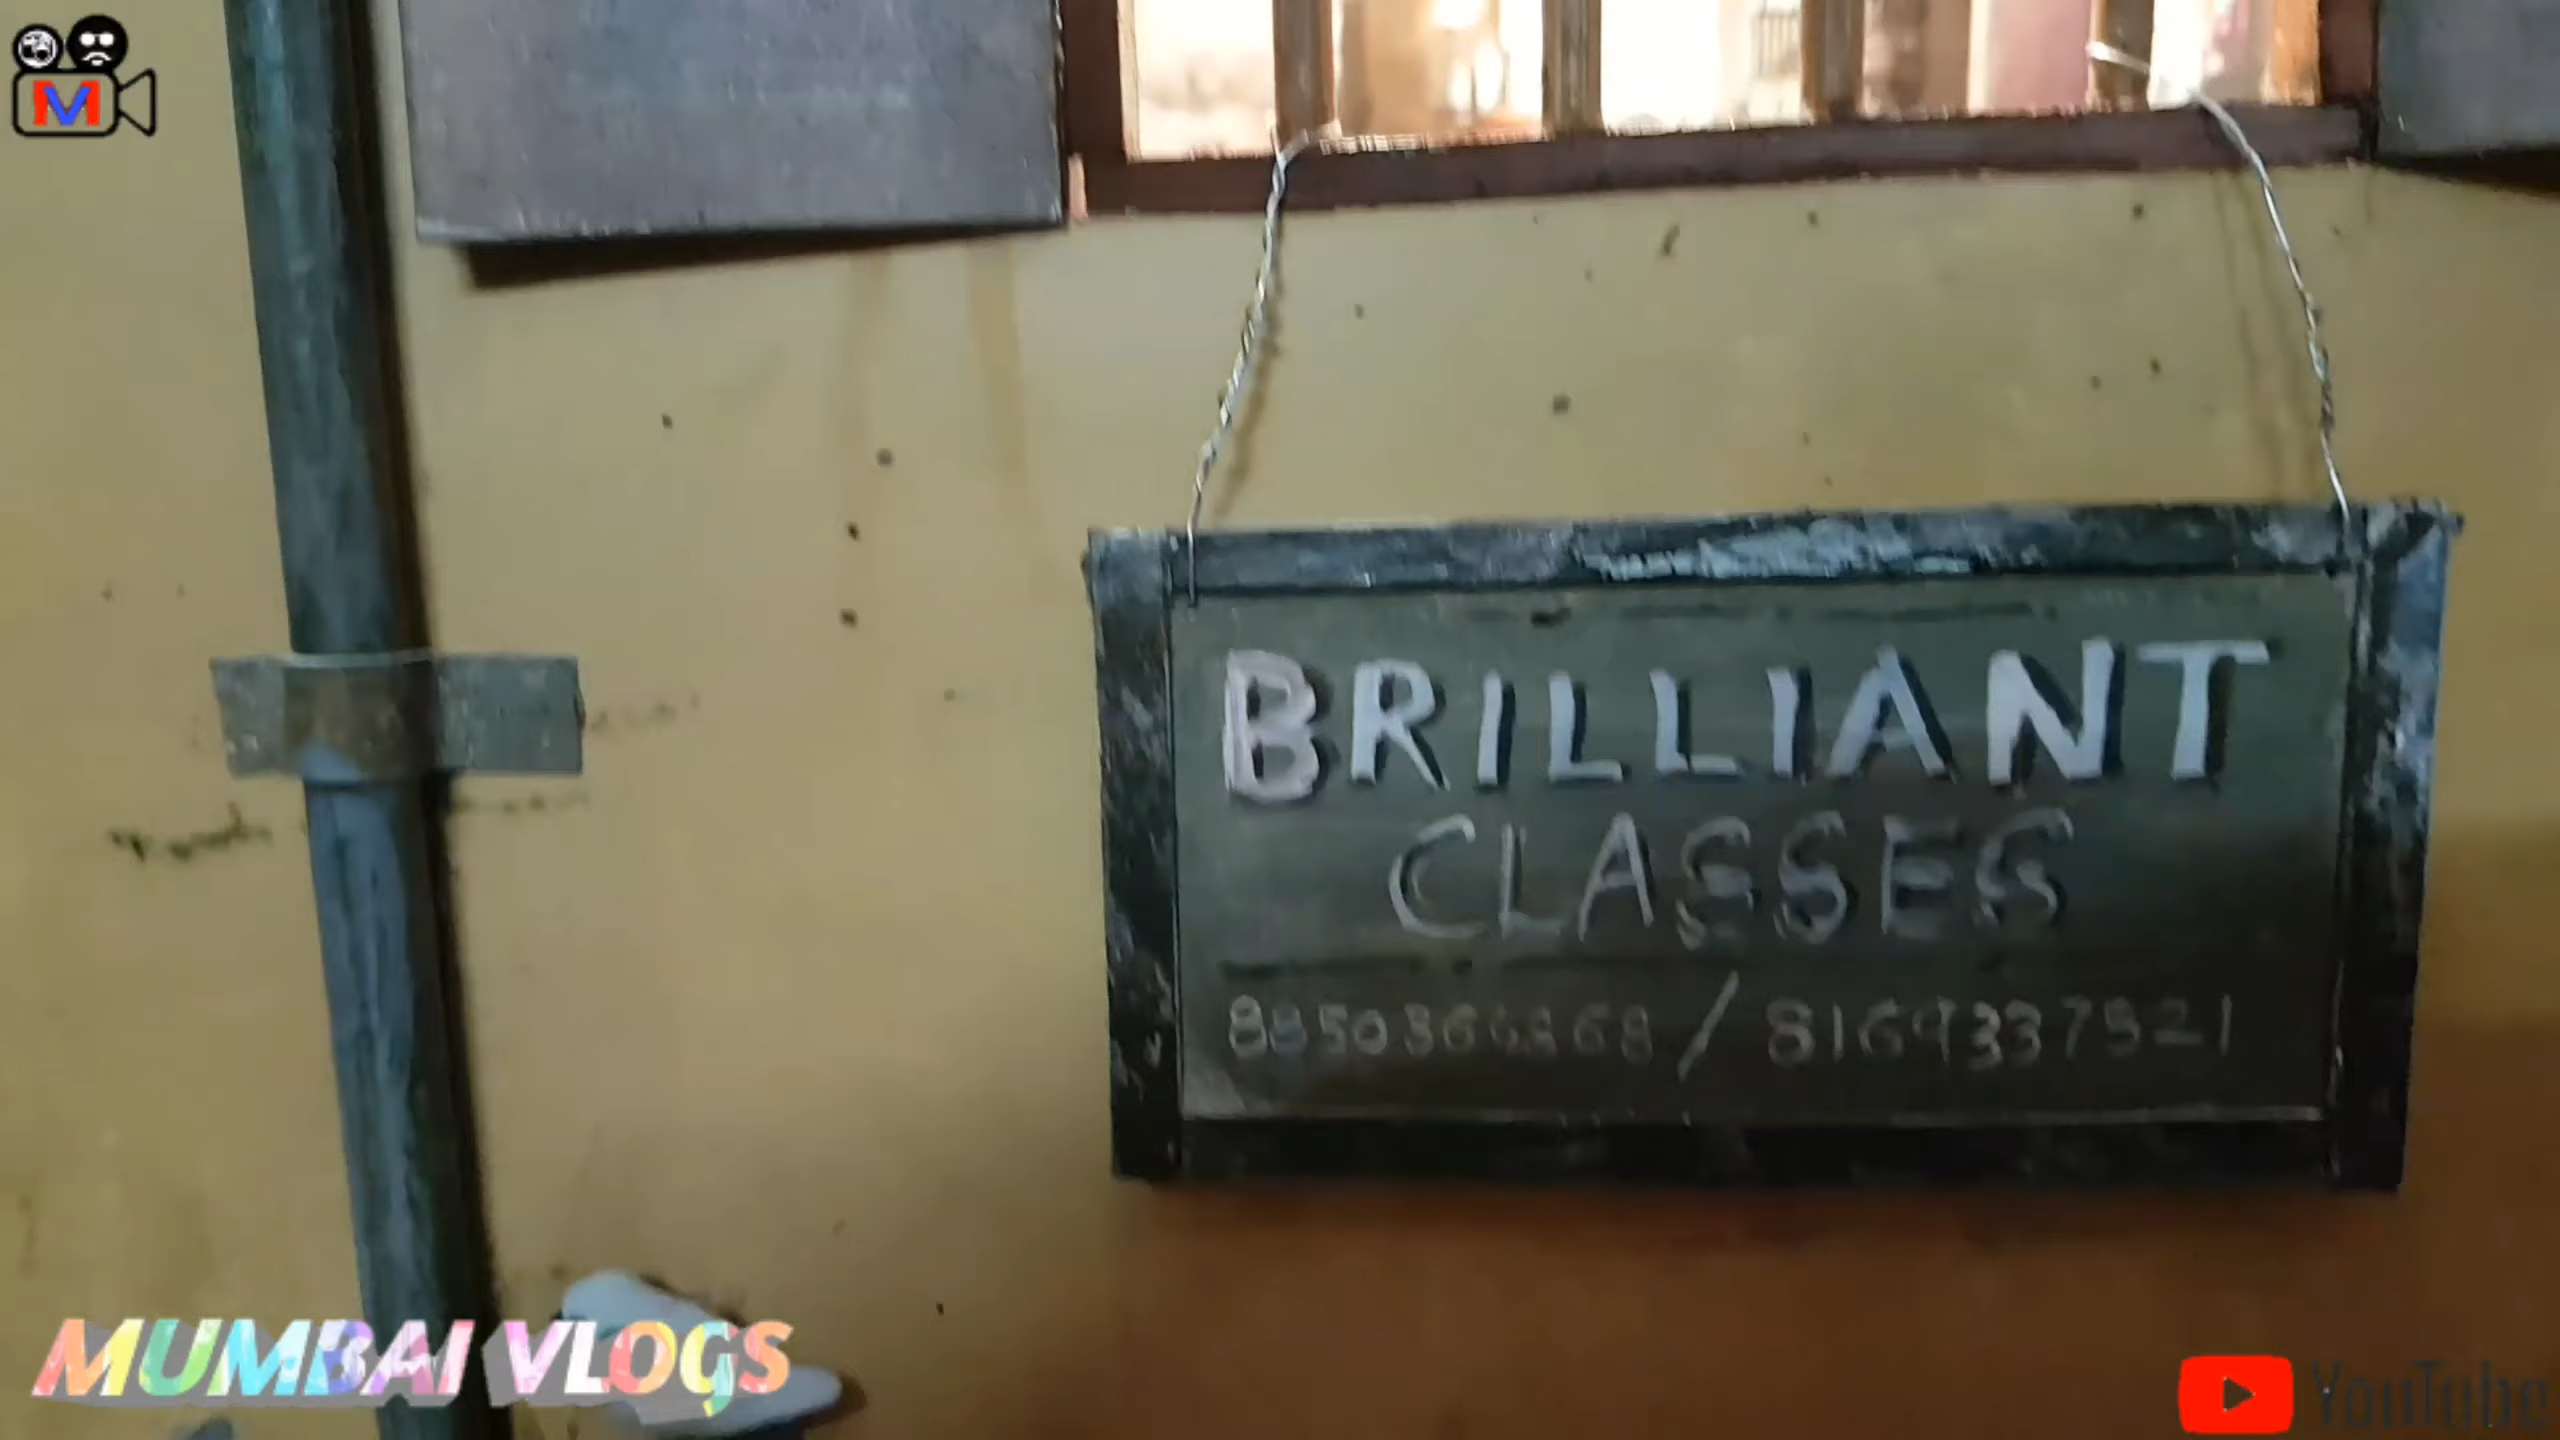 M
BRILLIANT
CLASSES
/ 8169337521
MUMBAI VLOGS
YouTube